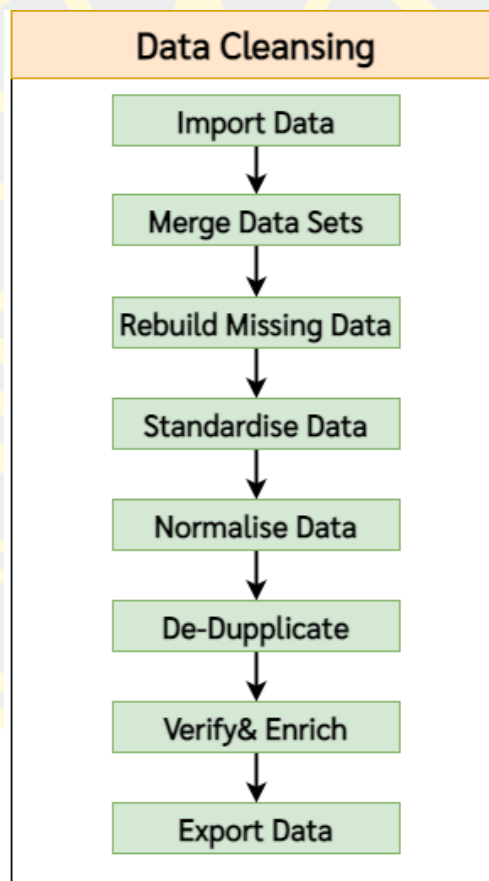 Data Cleansing
Import Data
Merge Data Sets
Rebuild Missing Data
Standardise Data
Normalise Data
De-Dupplicate
Verify& Enrich
Export Data